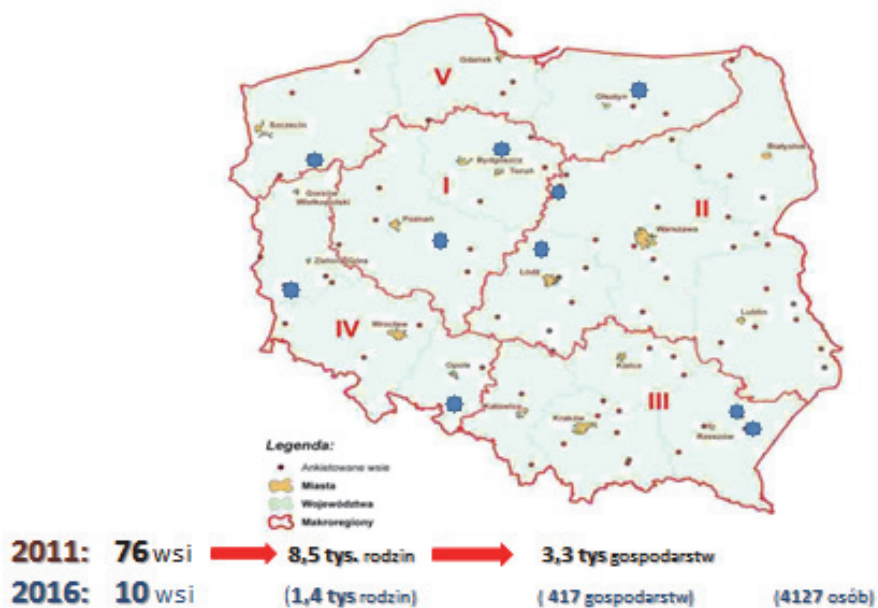 Gdańsk
V
Olsztyn
Szczecin
Białystok
Bydgoszcz
Toruń
I
Gorzów
Wielkopolski
II
Poznań
Warszawa
Zielona Góra
Łódź
IV
Wrocław
Lublin
Opole
Kielce
III
Katowice
Kraków
Rzeszów
Legenda:
Ankietowane wsie
Miasta
Województwa
Makroregiony
2011: 76 wsi 8,5 tys. rodzin 3,3 tys gospodarstw
2016: 10 wsi (1,4 tys rodzin) ( 417 gospodarstw) (4127 osób)